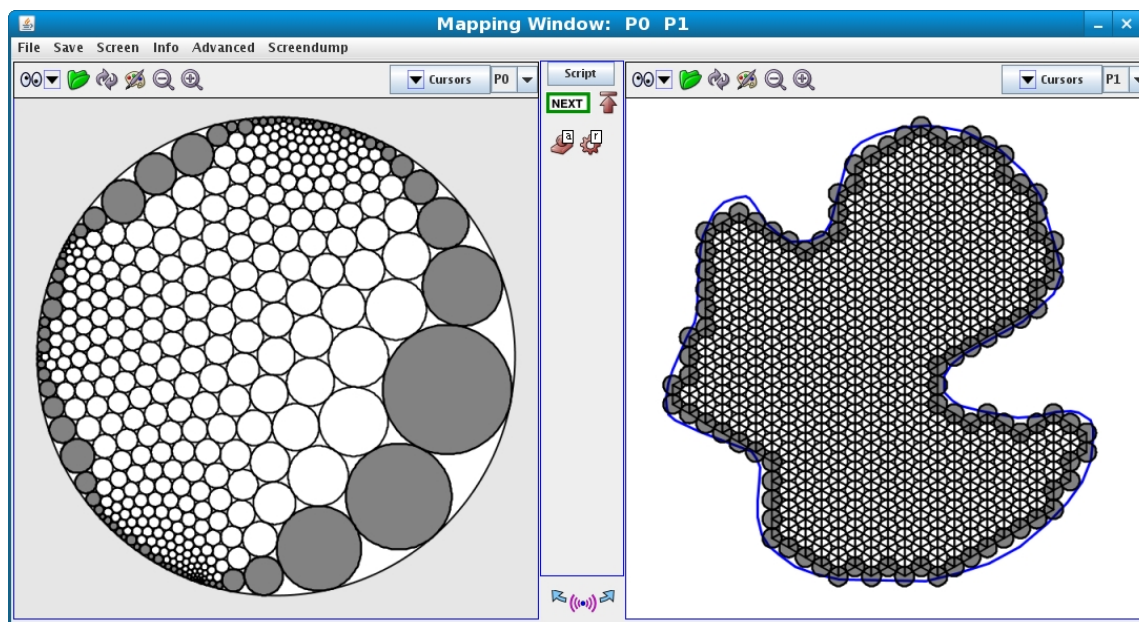 Mapping Window: P0 P1
File Save Screen Info Advanced Screendump
Cursors P0
Script
NEXT
a r
Cursors P1